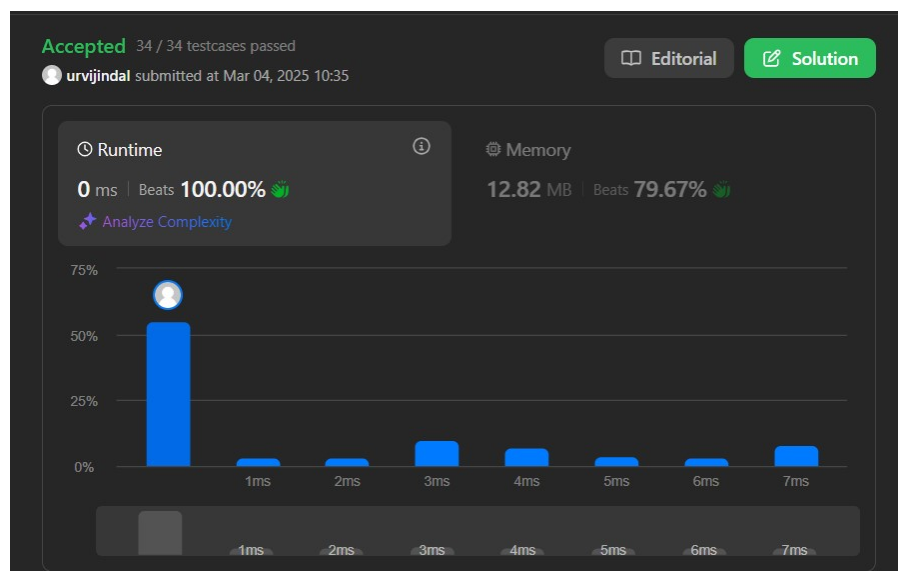 Accepted 34 / 34 testcases passed
urvijindal submitted at Mar 04, 2025 10:35
Editorial
Solution
Runtime
0 ms Beats 100.00%
Analyze Complexity
Memory
12.82 MB Beats 79.67%
75%
50%
25%
0%
1ms 2ms 3ms 4ms 5ms 6ms 7ms
1ms 2ms 3ms 4ms 5ms 6ms 7ms